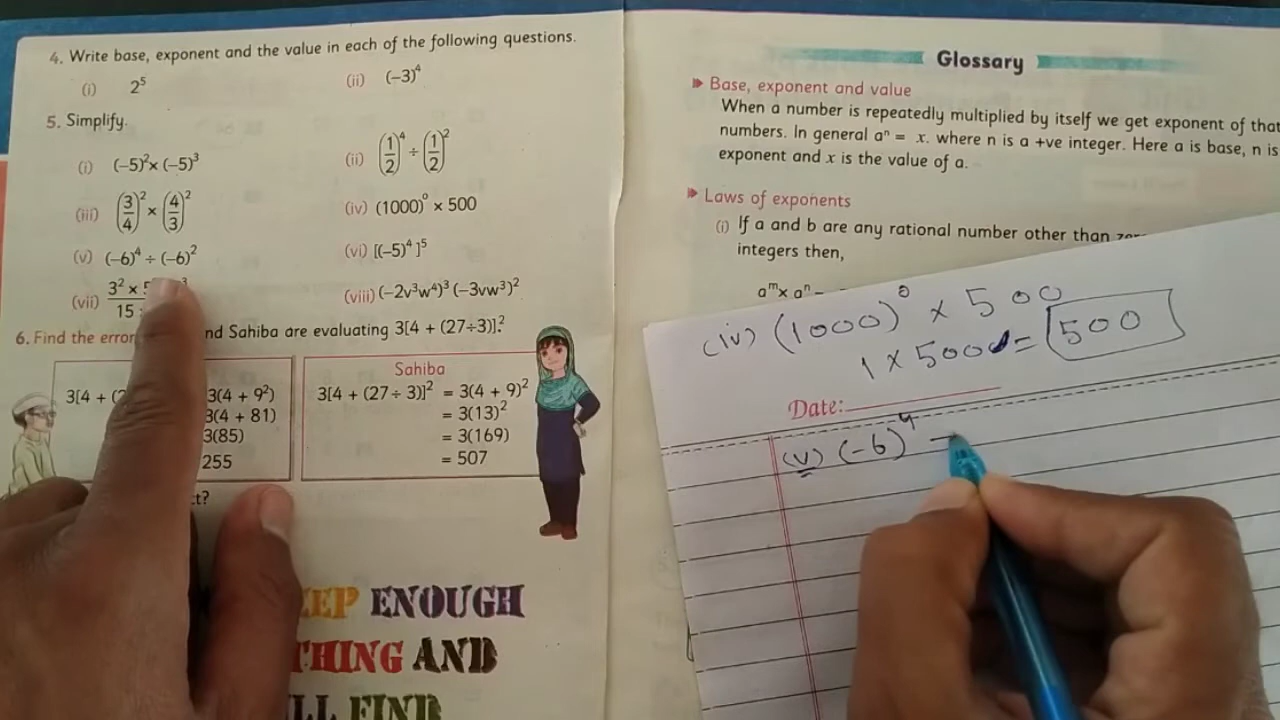 4. Write base, exponent and the value in each of the following questions.
(i) 2⁵ (ii) (−3)⁴
5. Simplify.
(i) (−5)²× (−5)³ (ii) (1/2)⁴ ÷ (1/2)²
(iii) (3/4)² × (4/3)² (iv) (1000)⁰ × 500
(v) (−6)⁴ ÷ (−6)² (vi) [(−5)⁴ ]⁵
(vii) 3² × 15 (viii) (−2v³w⁴)³ (−3vw³)²
6. Find the error nd Sahiba are evaluating 3[4 + (27÷3)]².
3[4 + ( 3(4 + 9²)
3(4 + 81)
3(85)
255
Sahiba
3[4 + (27 ÷ 3)]² = 3(4 + 9)²
= 3(13)²
= 3(169)
= 507
ct?
EEP ENOUGH
THING AND
LL FIND
Glossary
Base, exponent and value
When a number is repeatedly multiplied by itself we get exponent of that
numbers. In general aⁿ = x. where n is a +ve integer. Here a is base, n is
exponent and x is the value of a.
Laws of exponents
(i) If a and b are any rational number other than zero
integers then,
aᵐx aⁿ
(iv) (1000)⁰ × 500
1 × 500 = 500
Date:
(v) (-6)⁴ -